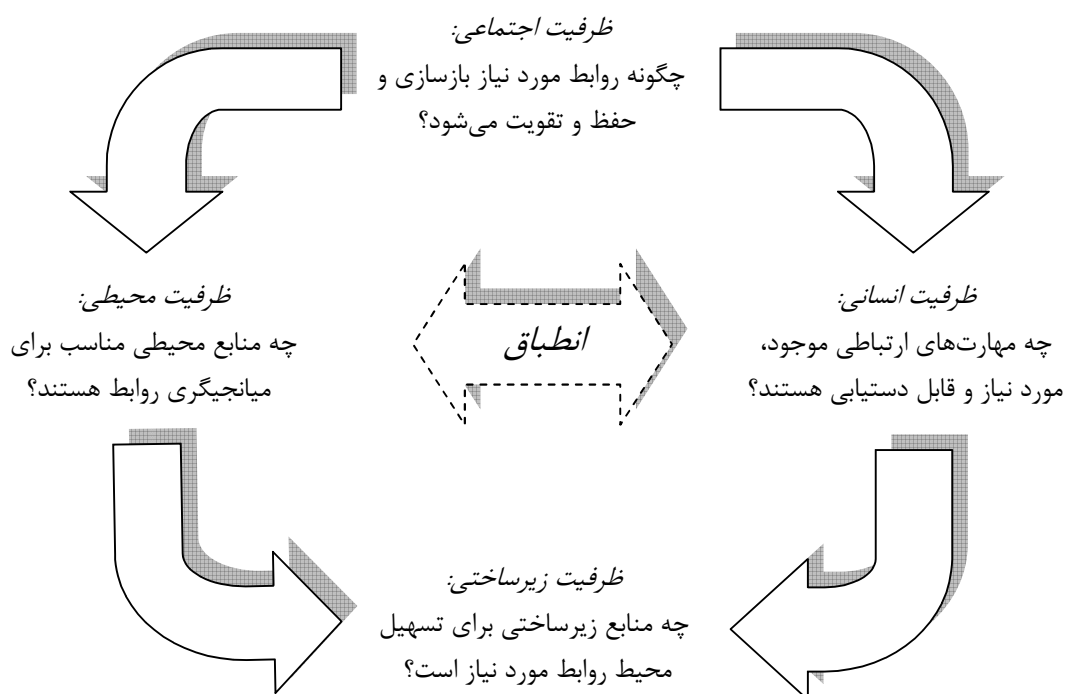 ظرفیت اجتماعی:
چگونه روابط مورد نیاز بازسازی و
حفظ و تقویت می‌شود؟
ظرفیت انسانی:
چه مهارت‌های ارتباطی موجود،
مورد نیاز و قابل دستیابی هستند؟
انطباق
ظرفیت محیطی:
چه منابع محیطی مناسب برای
میانجیگری روابط هستند؟
ظرفیت زیرساختی:
چه منابع زیرساختی برای تسهیل
محیط روابط مورد نیاز است؟